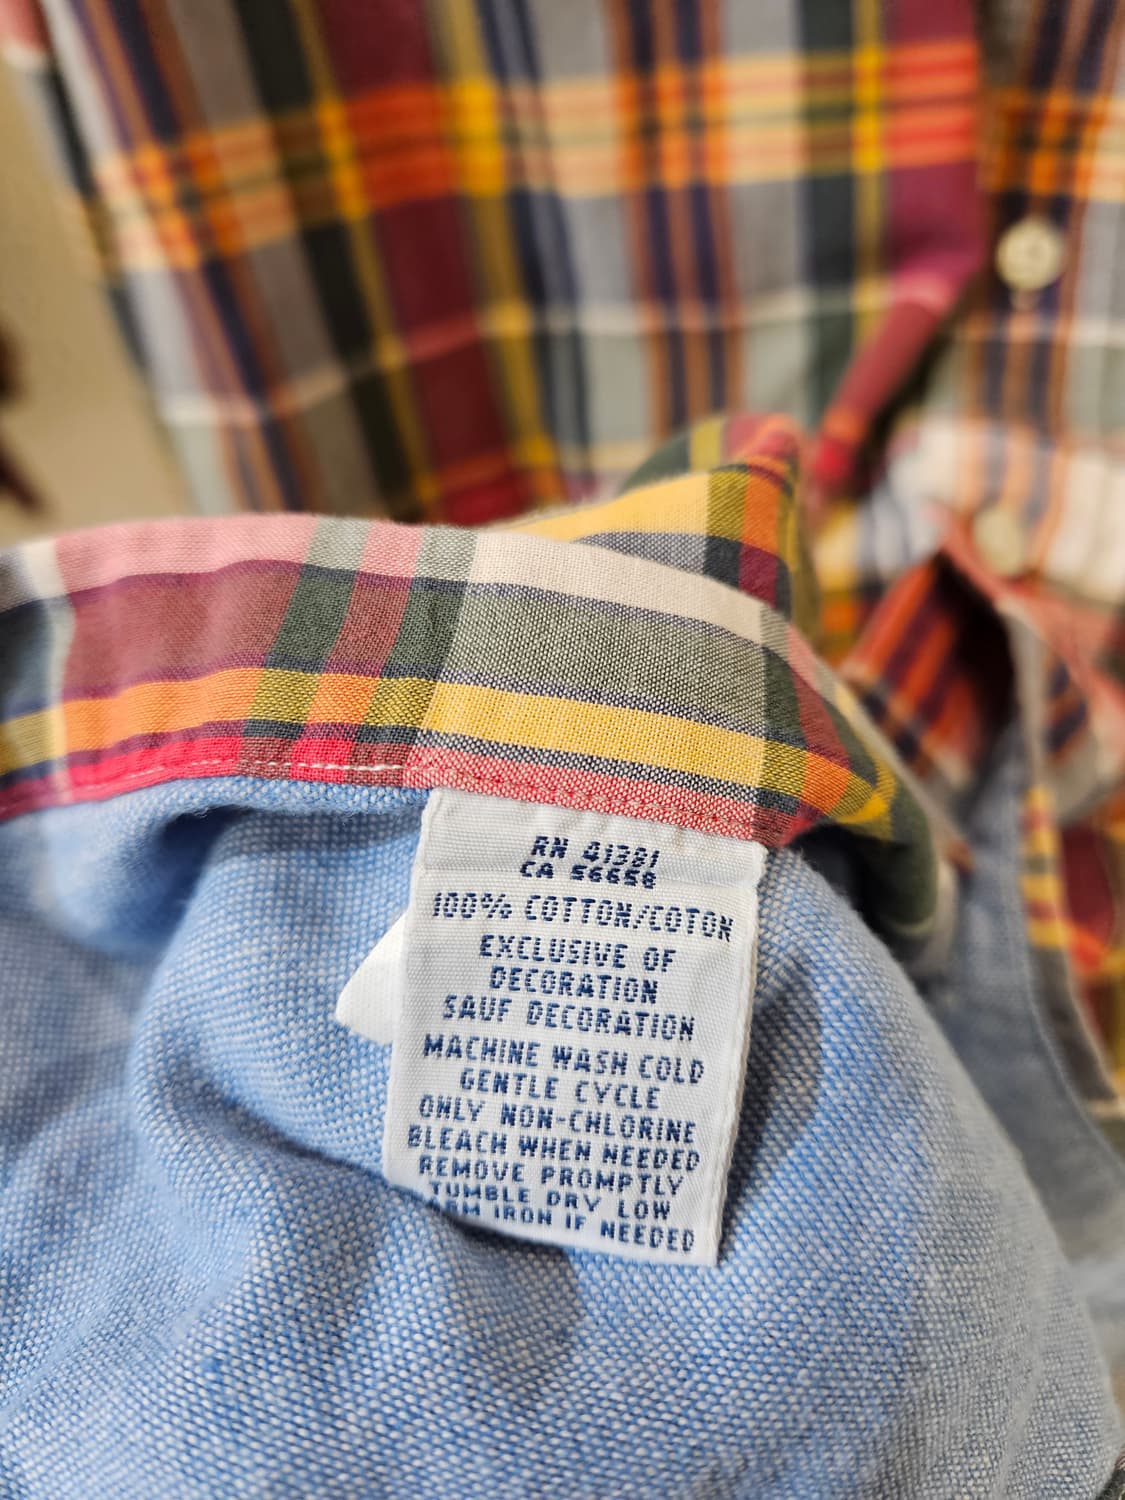 RN 41381
CA 56658
100% COTTON/COTON
EXCLUSIVE OF
DECORATION
SAUF DECORATION
MACHINE WASH COLD
GENTLE CYCLE
ONLY NON-CHLORINE
BLEACH WHEN NEEDED
REMOVE PROMPTLY
TUMBLE DRY LOW
IRON IF NEEDED